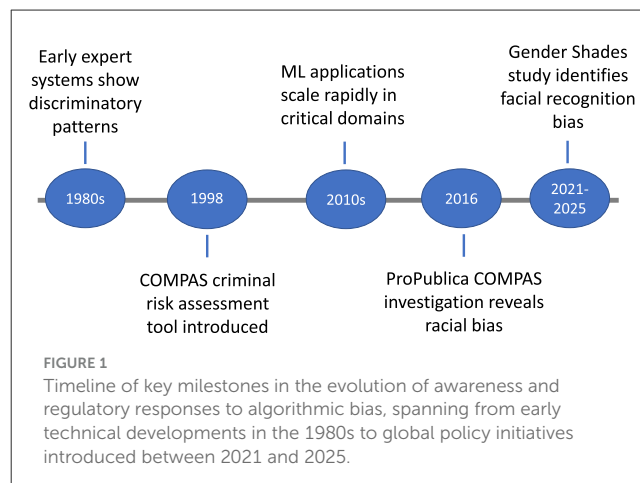 Early expert
systems show
discriminatory
patterns
ML applications
scale rapidly in
critical domains
Gender Shades
study identifies
facial recognition
bias
1980s
1998
2010s
2016
2021-
2025
COMPAS criminal
risk assessment
tool introduced
ProPublica COMPAS
investigation reveals
racial bias
FIGURE 1
Timeline of key milestones in the evolution of awareness and
regulatory responses to algorithmic bias, spanning from early
technical developments in the 1980s to global policy initiatives
introduced between 2021 and 2025.